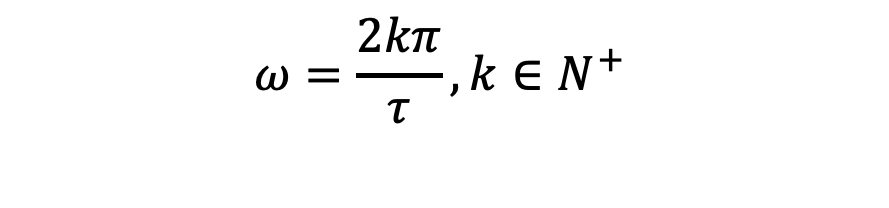 ω = 2kπ/τ, k ∈ N⁺